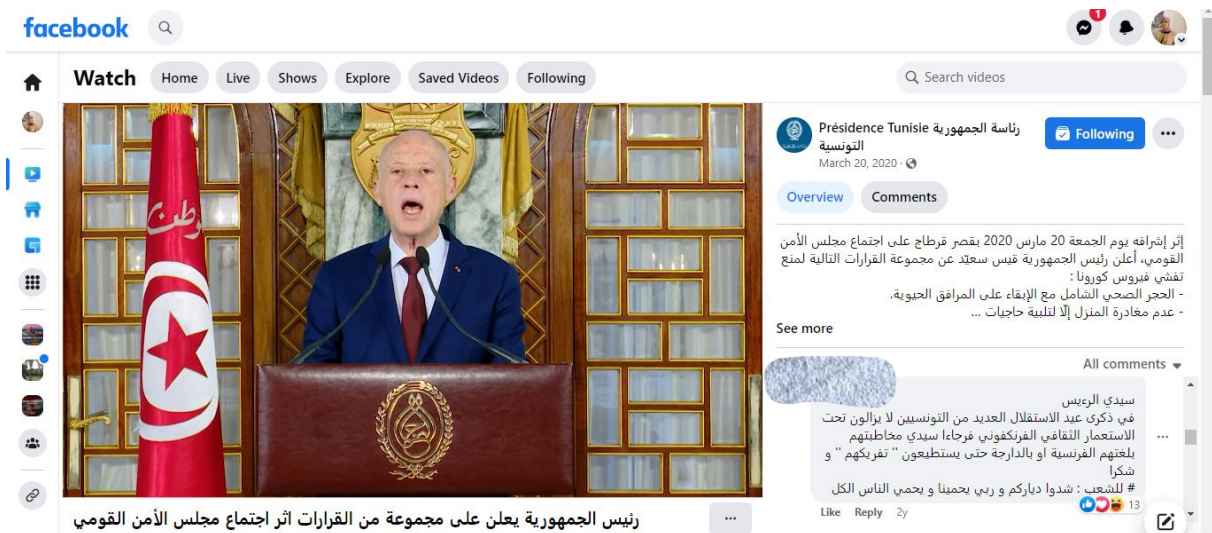 facebook
1
Watch
Home
Live
Shows
Explore
Saved Videos
Following
Search videos
وطن
Présidence Tunisie رئاسة الجمهورية
التونسية
March 20, 2020
Following
Overview
Comments
إثر إشرافه يوم الجمعة 20 مارس 2020 بقصر قرطاج على اجتماع مجلس الأمن
القومي، أعلن رئيس الجمهورية قيس سعيّد عن مجموعة القرارات التالية لمنع
تفشي فيروس كورونا :
- الحجر الصحي الشامل مع الإبقاء على المرافق الحيوية.
- عدم مغادرة المنزل إلّا لتلبية حاجيات ...
See more
All comments
سيدي الرءيس
في ذكرى عيد الاستقلال العديد من التونسيين لا يزالون تحت
الاستعمار الثقافي الفرنكفوني فرجاءا سيدي مخاطبتهم
بلغتهم الفرنسية او بالدارجة حتى يستطيعون '' تفريكهم '' و
شكرا
# للشعب : شدوا دياركم و ربي يحمينا و يحمي الناس الكل
13
Like Reply 2y
رئيس الجمهورية يعلن على مجموعة من القرارات اثر اجتماع مجلس الأمن القومي